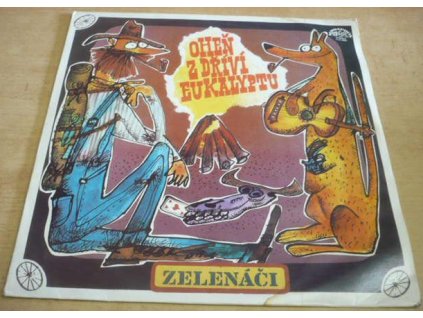 OHEŇ
Z DŘÍVÍ
EUKALYPTU
ZELENÁČI